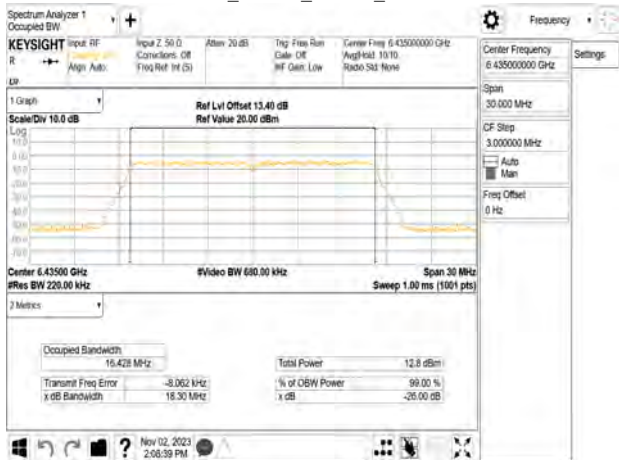 Spectrum Analyzer 1
Occupied BW
Frequency
KEYSIGHT
Input: RF
Input Z: 50 Ω
Atten: 20 dB
Trig: Free Run
Center Freq: 6.435000000 GHz
R
Corrections: Off
Gate: Off
Avg|Hold: 10/10
Align: Auto
Freq Ref: Int (S)
#IF Gain: Low
Radio Std: None
Center Frequency
6.435000000 GHz
Settings
Span
30.000 MHz
CF Step
3.000000 MHz
Auto
Man
Freq Offset
0 Hz
1 Graph
Ref Lvl Offset 13.40 dB
Scale/Div 10.0 dB
Ref Value 20.00 dBm
Log
Center 6.43500 GHz
#Video BW 680.00 kHz
Span 30 MHz
#Res BW 220.00 kHz
Sweep 1.00 ms (1001 pts)
2 Metrics
Occupied Bandwidth
16.428 MHz
Total Power
12.8 dBm
Transmit Freq Error
-8.062 kHz
% of OBW Power
99.00 %
x dB Bandwidth
18.30 MHz
x dB
-26.00 dB
?
Nov 02, 2023
2:08:39 PM